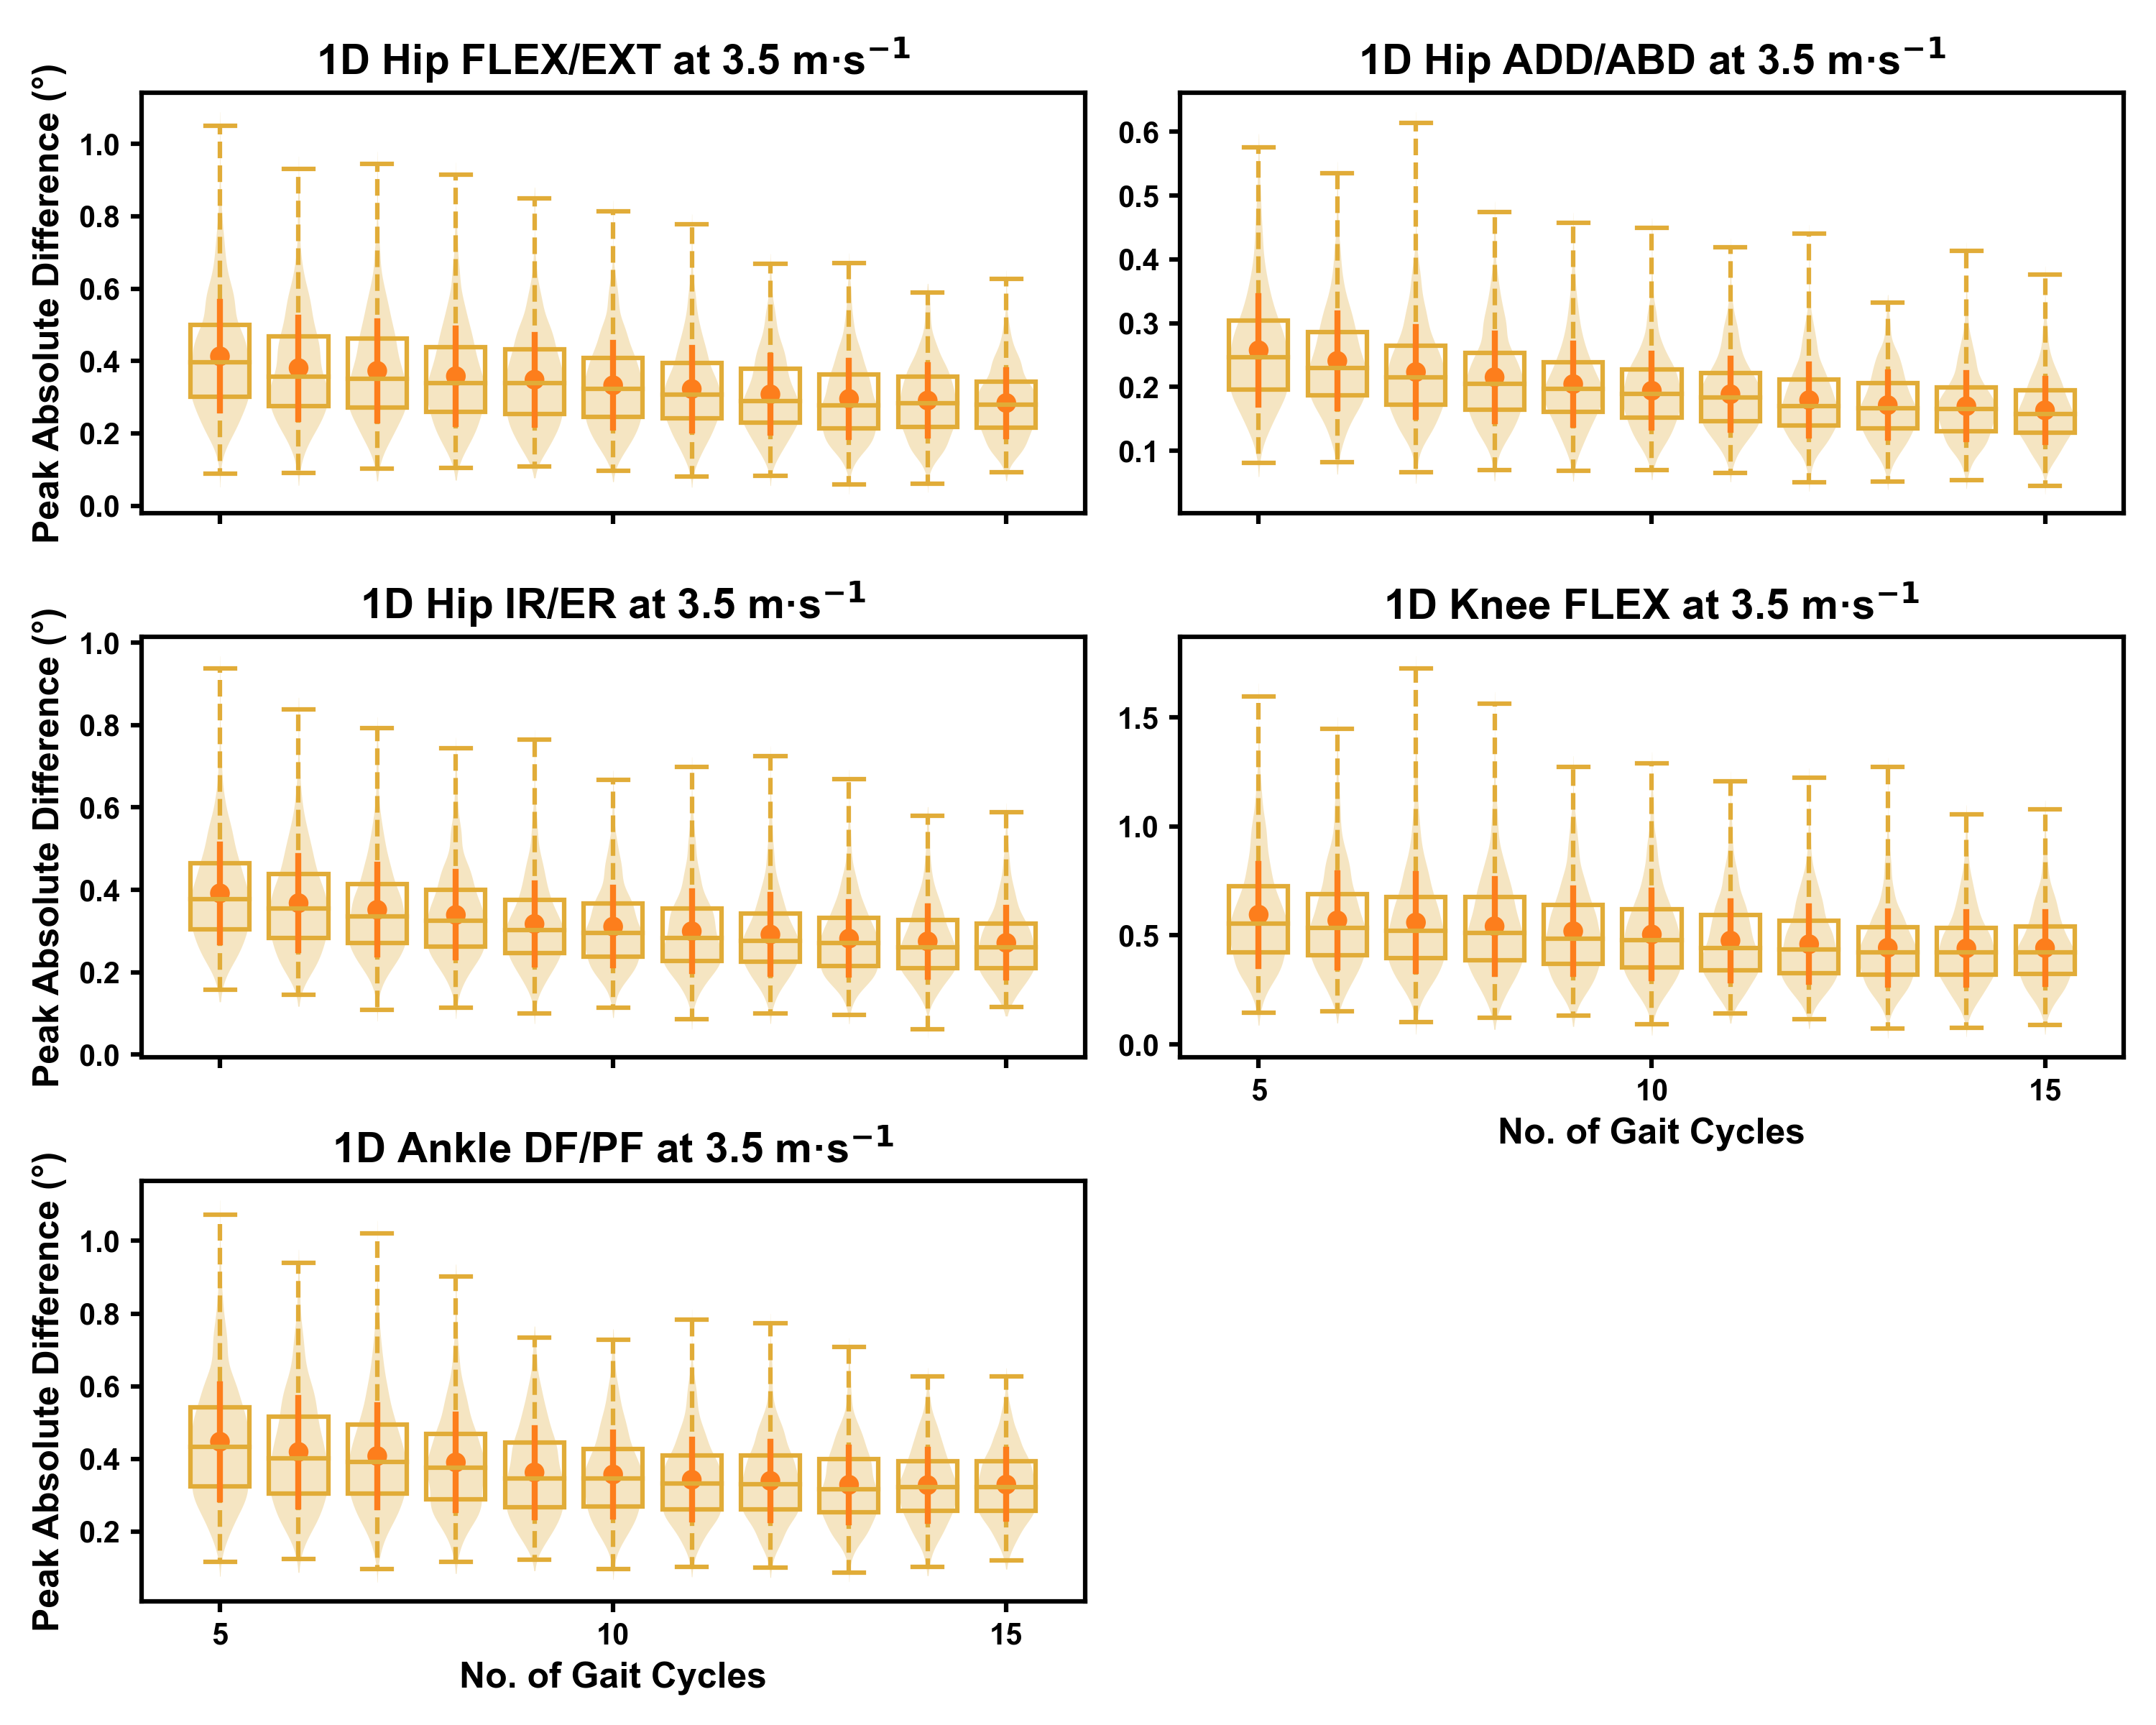 1D Hip FLEX/EXT at 3.5 m·s⁻¹
Peak Absolute Difference (°)
1.0
0.8
0.6
0.4
0.2
0.0
1D Hip ADD/ABD at 3.5 m·s⁻¹
0.6
0.5
0.4
0.3
0.2
0.1
1D Hip IR/ER at 3.5 m·s⁻¹
Peak Absolute Difference (°)
1.0
0.8
0.6
0.4
0.2
0.0
1D Knee FLEX at 3.5 m·s⁻¹
1.5
1.0
0.5
0.0
5 10 15
No. of Gait Cycles
1D Ankle DF/PF at 3.5 m·s⁻¹
Peak Absolute Difference (°)
1.0
0.8
0.6
0.4
0.2
5 10 15
No. of Gait Cycles